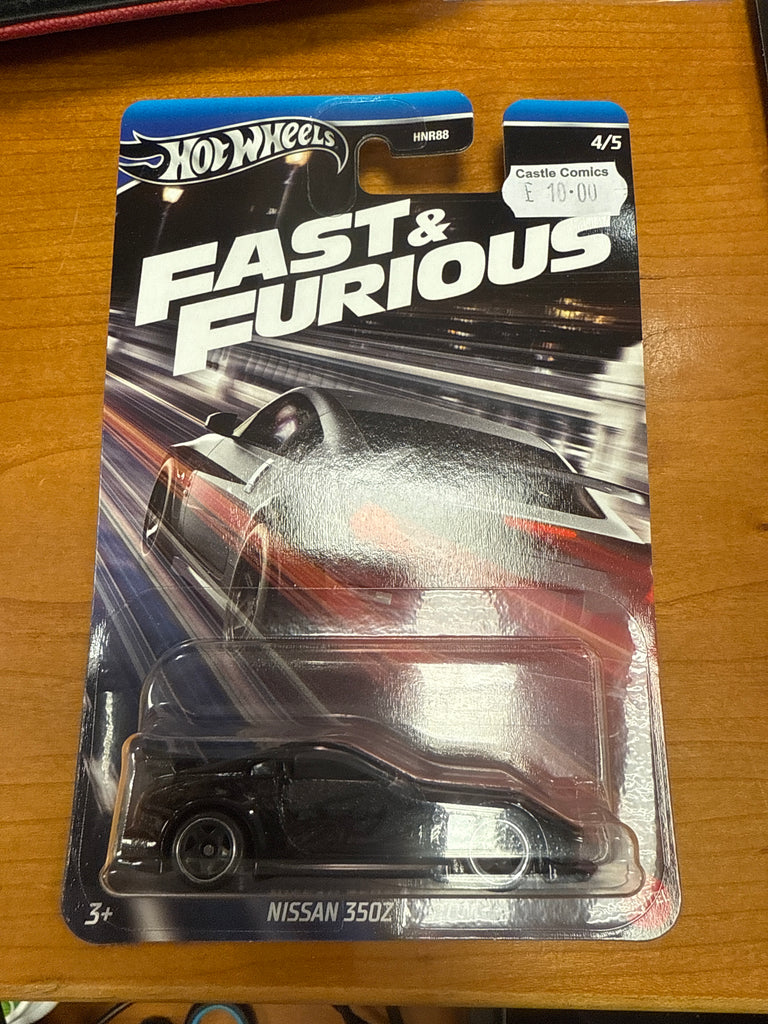 HOT WHEELS
HNR88
4/5
Castle Comics
£ 10.00
FAST &
FURIOUS
3+
NISSAN 350Z